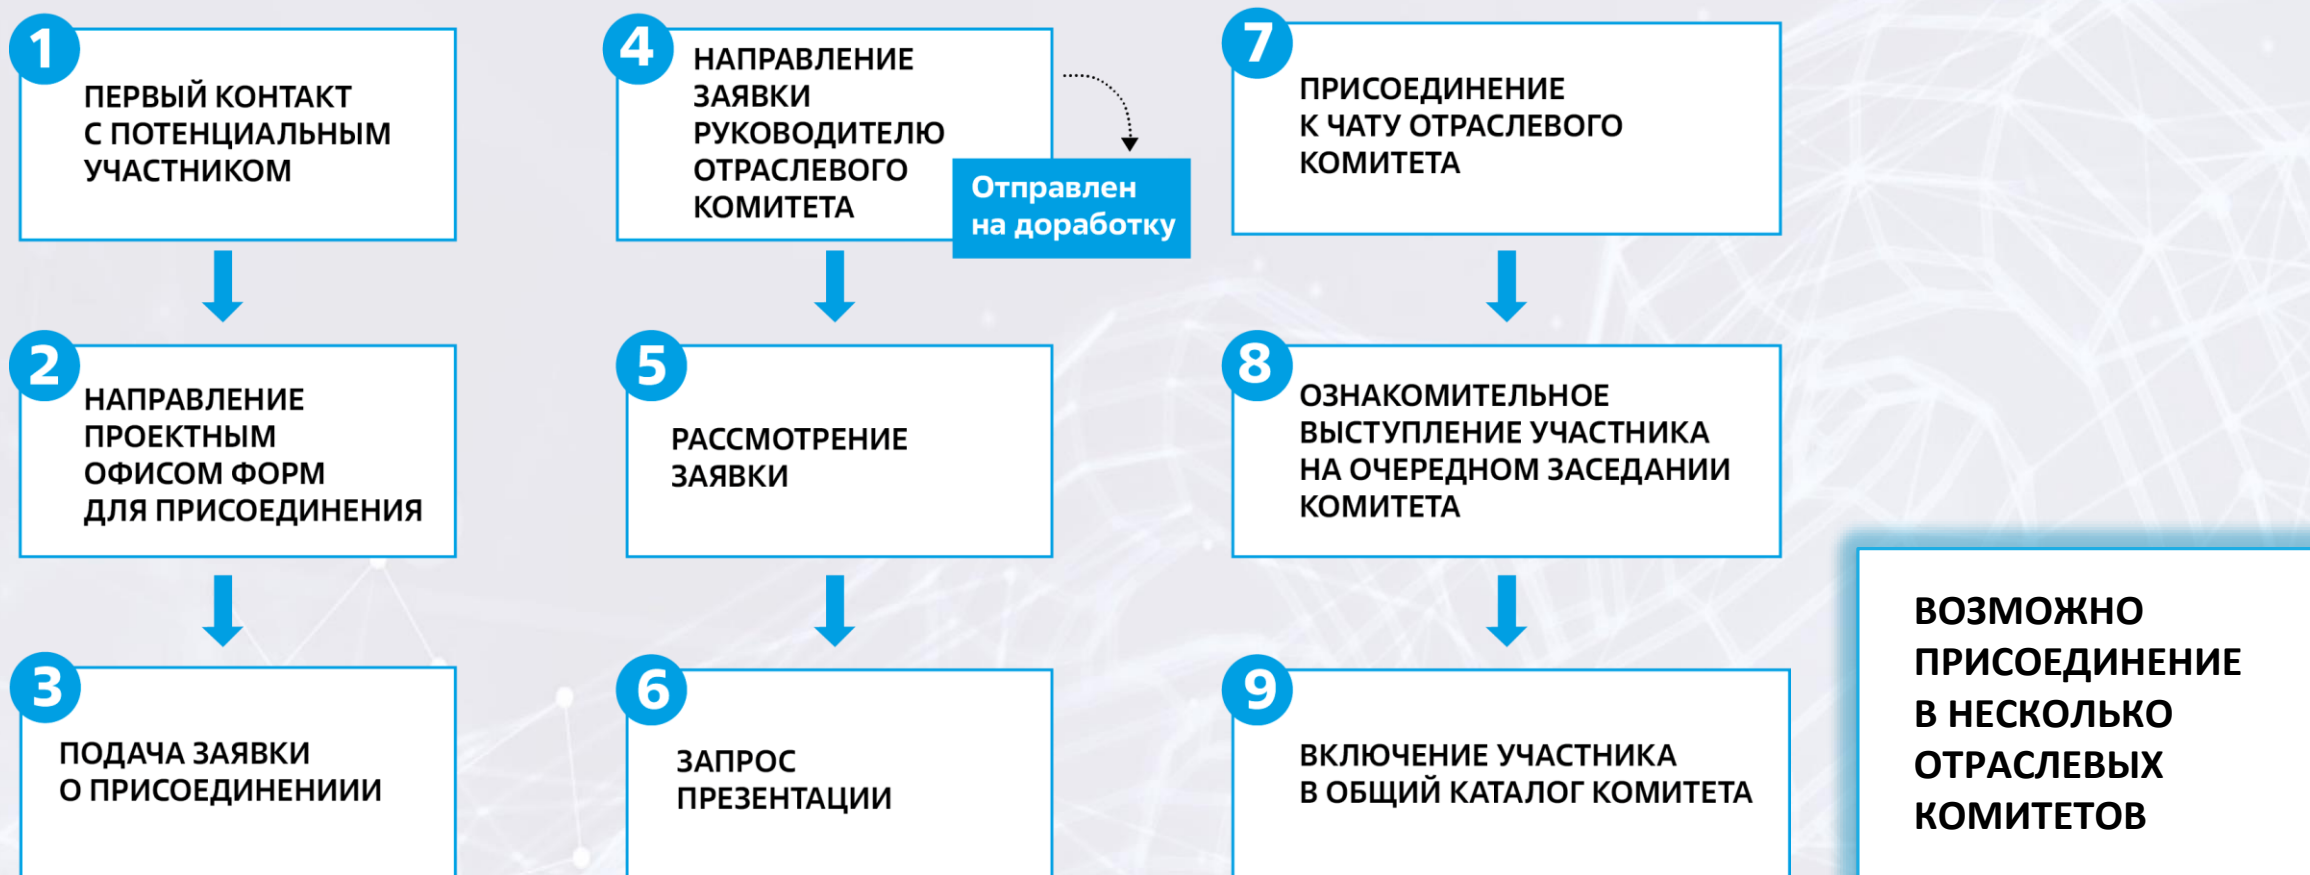 1
ПЕРВЫЙ КОНТАКТ
С ПОТЕНЦИАЛЬНЫМ
УЧАСТНИКОМ
2
НАПРАВЛЕНИЕ
ПРОЕКТНЫМ
ОФИСОМ ФОРМ
ДЛЯ ПРИСОЕДИНЕНИЯ
3
ПОДАЧА ЗАЯВКИ
О ПРИСОЕДИНЕНИИИ
4
НАПРАВЛЕНИЕ
ЗАЯВКИ
РУКОВОДИТЕЛЮ
ОТРАСЛЕВОГО
КОМИТЕТА
Отправлен
на доработку
5
РАССМОТРЕНИЕ
ЗАЯВКИ
6
ЗАПРОС
ПРЕЗЕНТАЦИИ
7
ПРИСОЕДИНЕНИЕ
К ЧАТУ ОТРАСЛЕВОГО
КОМИТЕТА
8
ОЗНАКОМИТЕЛЬНОЕ
ВЫСТУПЛЕНИЕ УЧАСТНИКА
НА ОЧЕРЕДНОМ ЗАСЕДАНИИ
КОМИТЕТА
9
ВКЛЮЧЕНИЕ УЧАСТНИКА
В ОБЩИЙ КАТАЛОГ КОМИТЕТА
ВОЗМОЖНО
ПРИСОЕДИНЕНИЕ
В НЕСКОЛЬКО
ОТРАСЛЕВЫХ
КОМИТЕТОВ